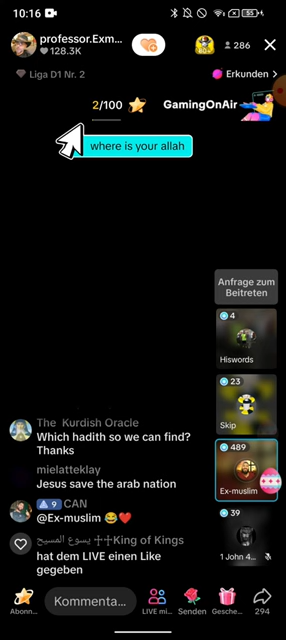 10:16
55
professor.Exm...
128.3K
286
Liga D1 Nr. 2
Erkunden >
2/100
GamingOnAir
where is your allah
Anfrage zum
Beitreten
4
Hiswords
23
Skip
The Kurdish Oracle
Which hadith so we can find?
Thanks
489
Ex-muslim
mielatteklay
Jesus save the arab nation
9 CAN
@Ex-muslim 😂❤️
39
1 John 4...
يسوع المسيح ♱♱King of Kings
hat dem LIVE einen Like
gegeben
Abonn...
Kommenta...
LIVE mi...
Senden
Gesche...
294